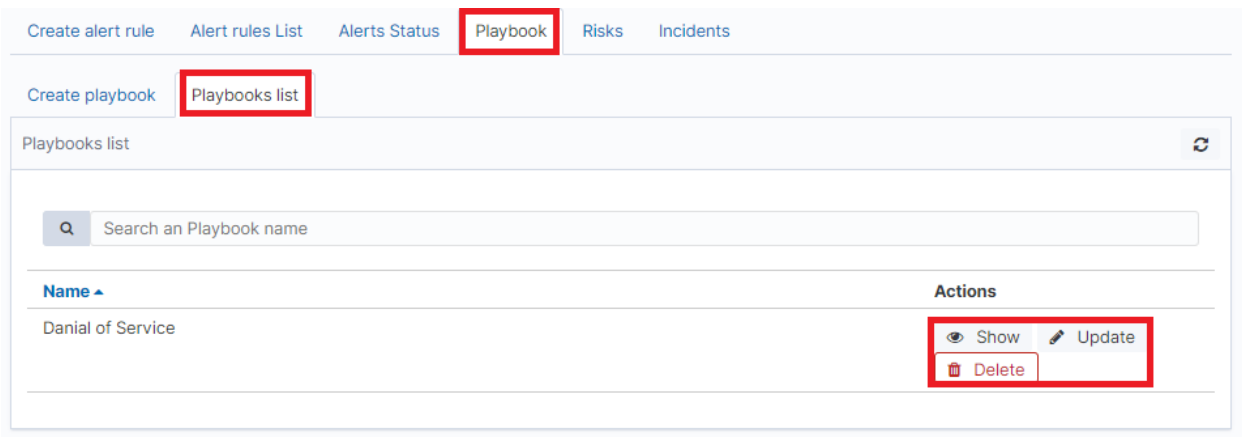 Create alert rule Alert rules List Alerts Status Playbook Risks Incidents
Create playbook Playbooks list
Playbooks list
Search an Playbook name
Name Actions
Danial of Service Show Update
Delete